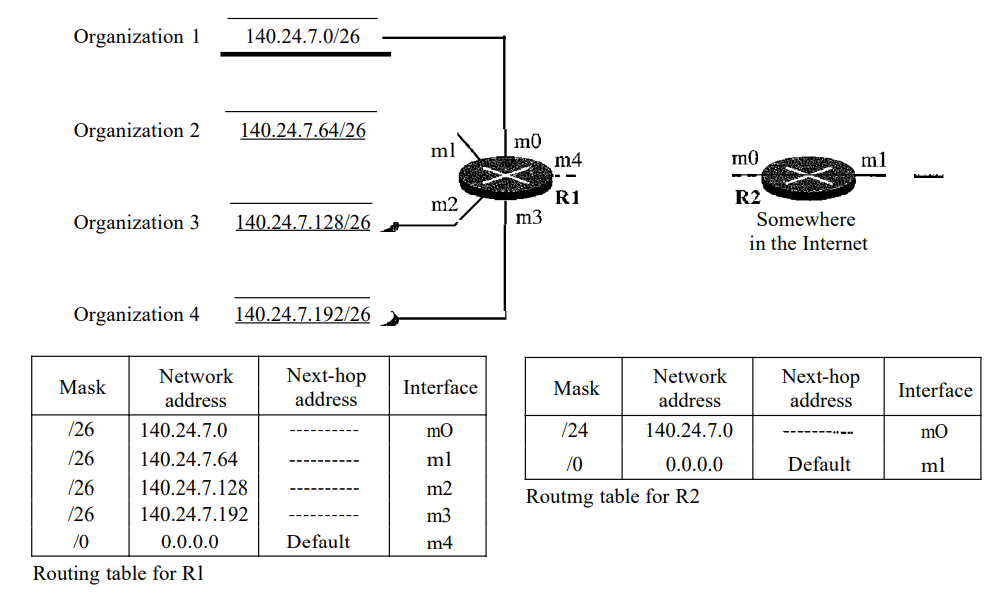 Organization 1 140.24.7.0/26
Organization 2 140.24.7.64/26
Organization 3 140.24.7.128/26
Organization 4 140.24.7.192/26
m0
m1
m4
R1
m2
m3
m0
m1
R2
Somewhere
in the Internet
Mask Network address Next-hop address Interface
/26 140.24.7.0 ---------- mO
/26 140.24.7.64 ---------- m1
/26 140.24.7.128 ---------- m2
/26 140.24.7.192 ---------- m3
/0 0.0.0.0 Default m4
Routing table for R1
Mask Network address Next-hop address Interface
/24 140.24.7.0 ---------- mO
/0 0.0.0.0 Default m1
Routmg table for R2